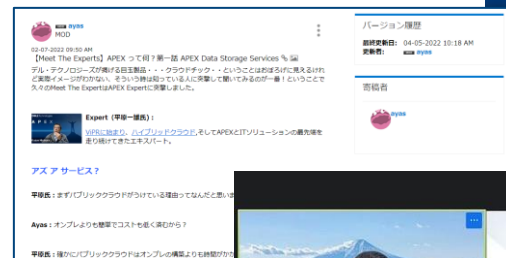 ayas
MOD
02-07-2022 09:50 AM
【Meet The Experts】APEX って何？第一話 APEX Data Storage Services
デル・テクノロジーズが掲げる目玉製品・・・クラウドチック・・ということはおぼろげに見えるけれ
ど実際イメージがわかない、そういう時は知っている人に突撃して聞いてみるのが一番！ということで
久々のMeet The ExpertはAPEX Expertに突撃しました。
Expert（平原一雄氏）：
ViPRに始まり、ハイブリッドクラウド,そしてAPEXとITソリューションの最先端を
走り続けてきたエキスパート。
アズ ア サービス？
平原氏：まずパブリッククラウドがうけている理由ってなんだと思いま
Ayas：オンプレよりも簡単でコストも低く済むから？
平原氏：確かにパブリッククラウドはオンプレの構築よりも時間がかか
バージョン履歴
最終更新日： 04-05-2022 10:18 AM
更新者： ayas
寄稿者
ayas